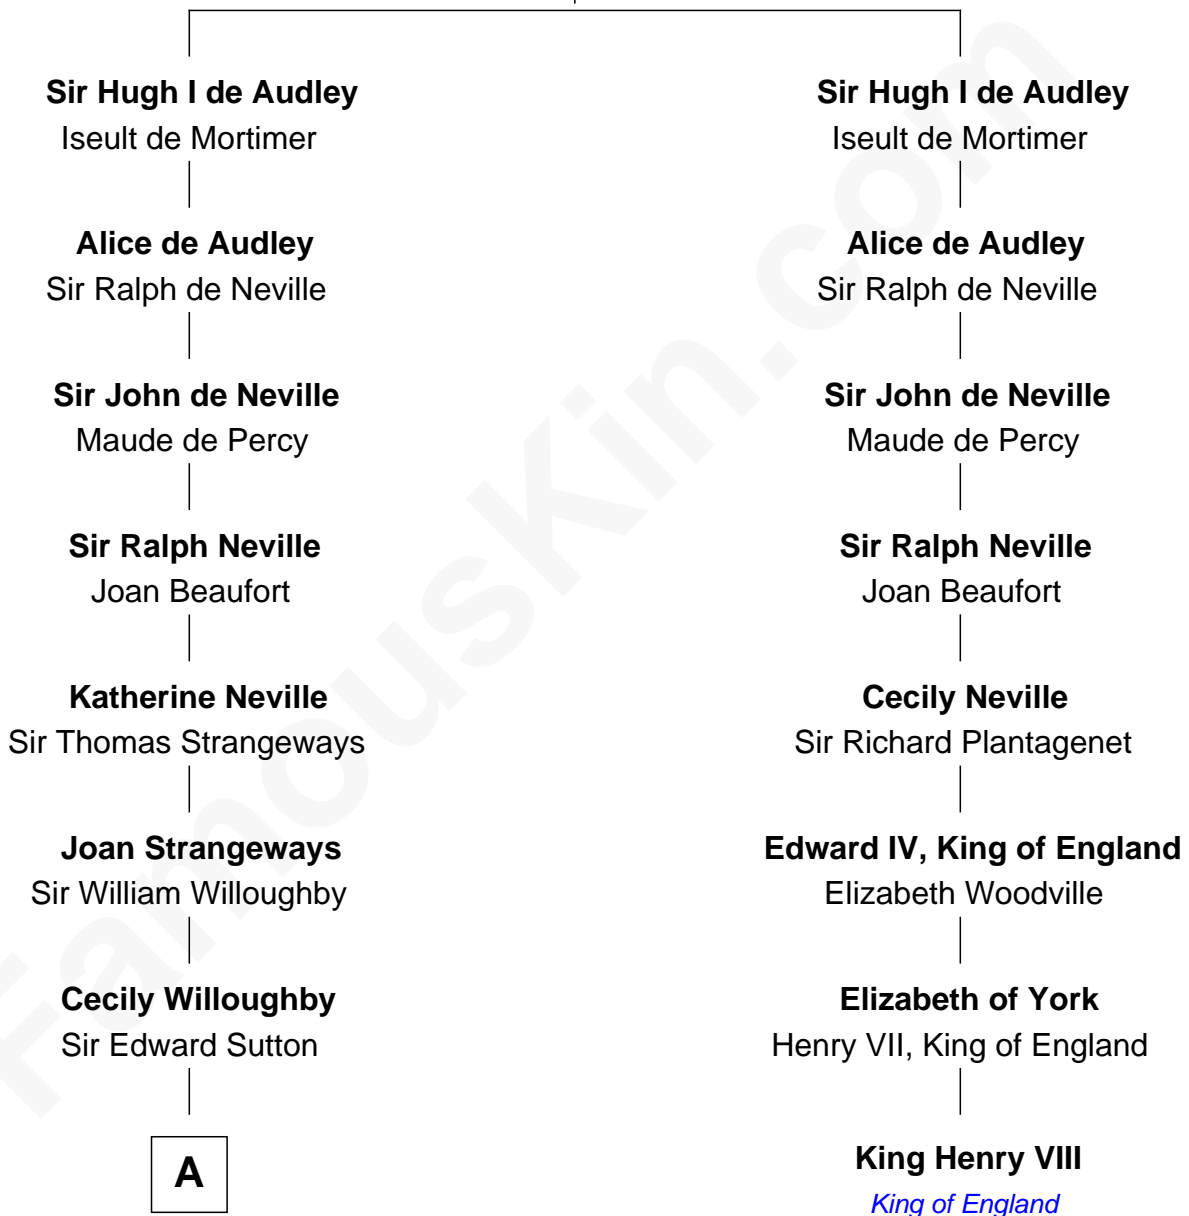 Sir Hugh I de Audley
Iseult de Mortimer
Alice de Audley
Sir Ralph de Neville
Sir John de Neville
Maude de Percy
Sir Ralph Neville
Joan Beaufort
Katherine Neville
Sir Thomas Strangeways
Joan Strangeways
Sir William Willoughby
Cecily Willoughby
Sir Edward Sutton
A
Sir Hugh I de Audley
Iseult de Mortimer
Alice de Audley
Sir Ralph de Neville
Sir John de Neville
Maude de Percy
Sir Ralph Neville
Joan Beaufort
Cecily Neville
Sir Richard Plantagenet
Edward IV, King of England
Elizabeth Woodville
Elizabeth of York
Henry VII, King of England
King Henry VIII
King of England
FamousKin.com